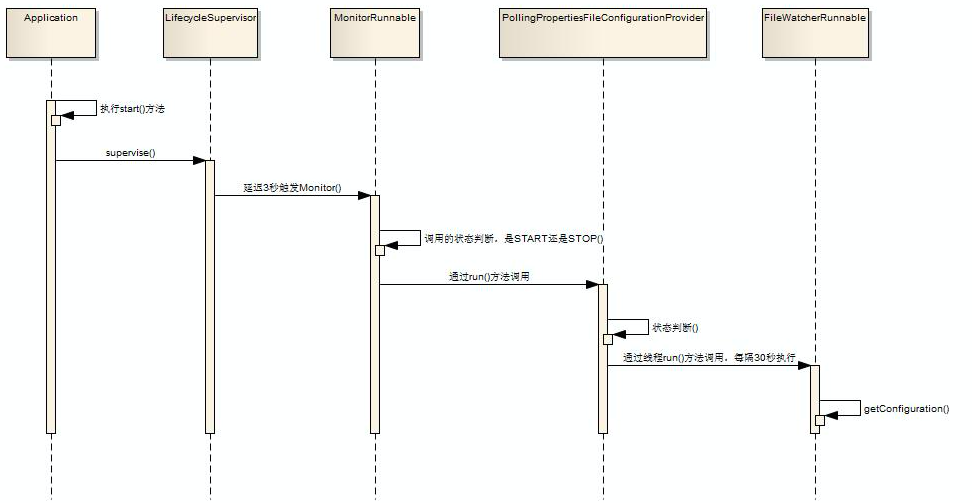 Application
LifecycleSupervisor
MonitorRunnable
PollingPropertiesFileConfigurationProvider
FileWatcherRunnable
执行start()方法
supervise()
延迟3秒触发Monitor()
调用的状态判断，是START还是STOP()
通过run()方法调用
状态判断()
通过线程run()方法调用，每隔30秒执行
getConfiguration()